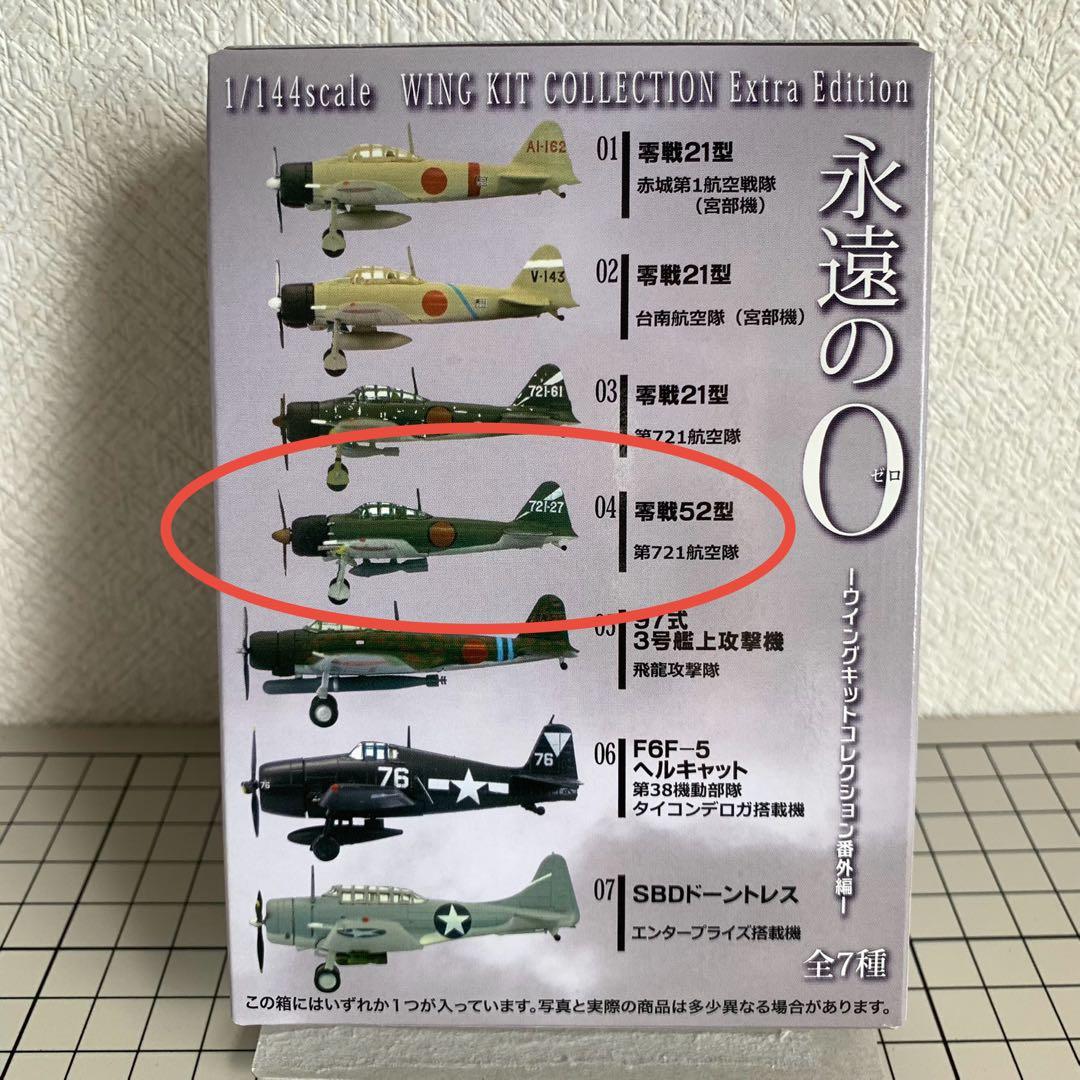 1/144scale WING KIT COLLECTION Extra Edition
永遠の0
ゼロ
ーウイングキットコレクション番外編ー
全7種
01 零戦21型
赤城第1航空戦隊
(宮部機)
AI-162
02 零戦21型
台南航空隊(宮部機)
V-143
03 零戦21型
第721航空隊
721-61
04 零戦52型
第721航空隊
721-27
05 97式
3号艦上攻撃機
飛龍攻撃隊
06 F6F-5
ヘルキャット
第38機動部隊
タイコンデロガ搭載機
76
76
76
07 SBDドーントレス
エンタープライズ搭載機
この箱にはいずれか1つが入っています。写真と実際の商品は多少異なる場合があります。